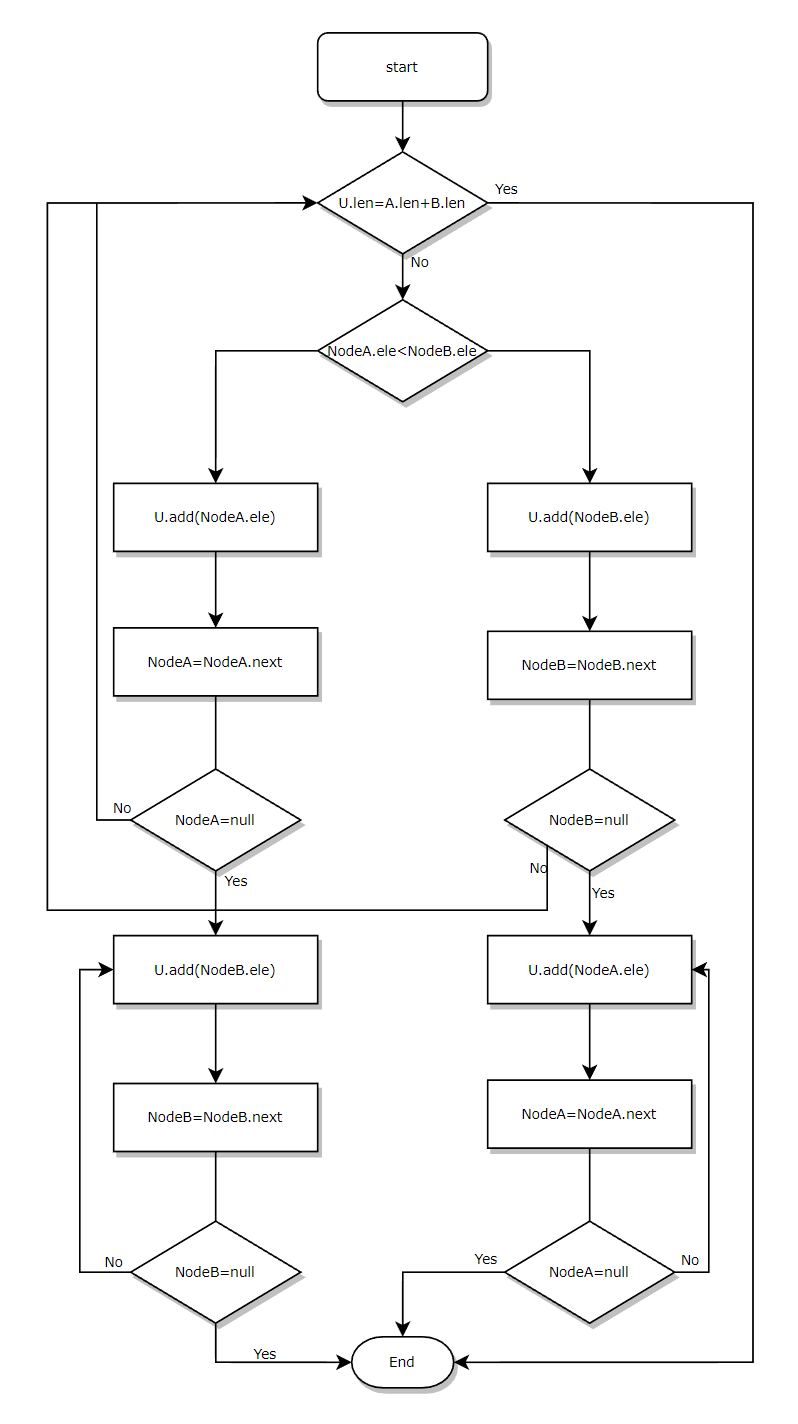 start
U.len=A.len+B.len
Yes
No
NodeA.ele<NodeB.ele
U.add(NodeA.ele)
U.add(NodeB.ele)
NodeA=NodeA.next
NodeB=NodeB.next
No
NodeA=null
NodeB=null
No
Yes
Yes
U.add(NodeB.ele)
U.add(NodeA.ele)
NodeB=NodeB.next
NodeA=NodeA.next
No
NodeB=null
Yes
NodeA=null
No
Yes
End